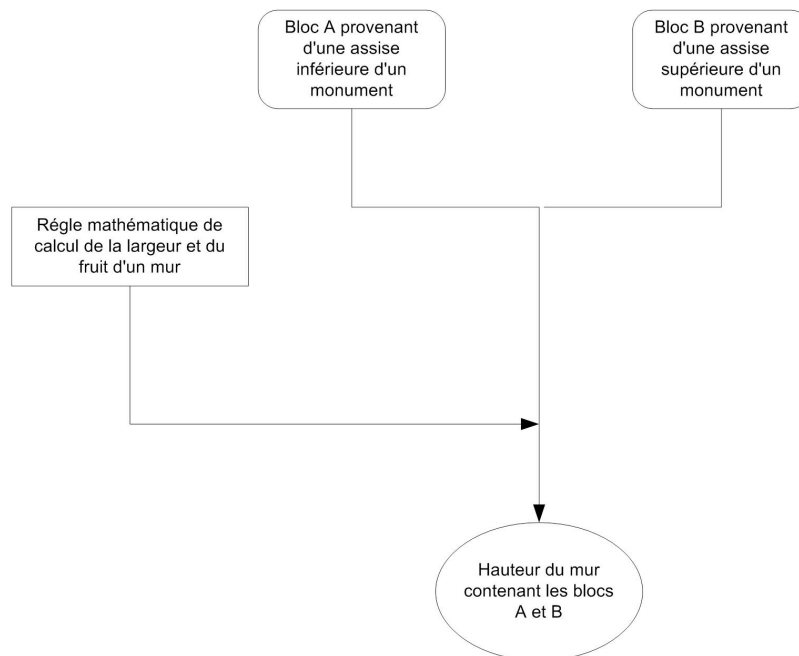 Bloc A provenant
d'une assise
inférieure d'un
monument
Bloc B provenant
d'une assise
supérieure d'un
monument
Régle mathématique de
calcul de la largeur et du
fruit d'un mur
Hauteur du mur
contenant les blocs
A et B